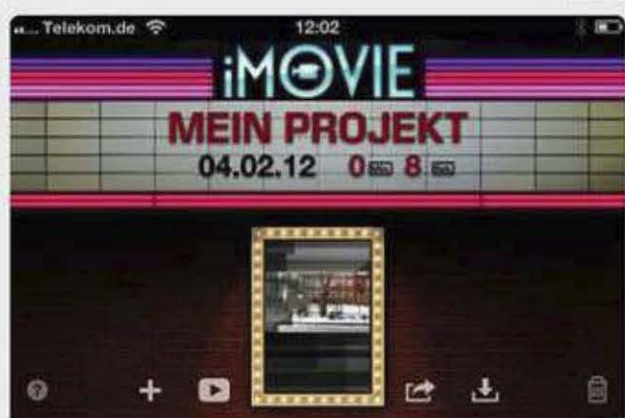 Telekom.de 12:02
iMOVIE
MEIN PROJEKT
04.02.12 0 8
?